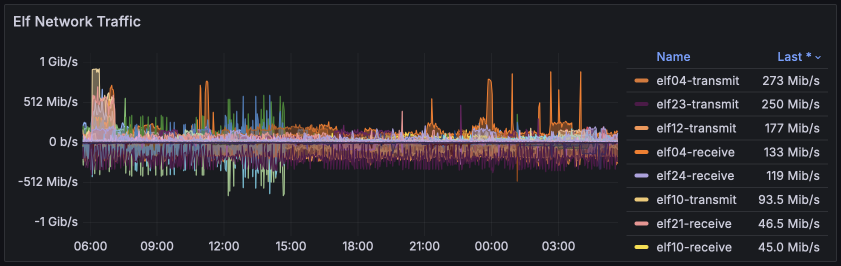 Elf Network Traffic
1 Gib/s
512 Mib/s
0 b/s
-512 Mib/s
-1 Gib/s
06:00 09:00 12:00 15:00 18:00 21:00 00:00 03:00
Name Last *
elf04-transmit 273 Mib/s
elf23-transmit 250 Mib/s
elf12-transmit 177 Mib/s
elf04-receive 133 Mib/s
elf24-receive 119 Mib/s
elf10-transmit 93.5 Mib/s
elf21-receive 46.5 Mib/s
elf10-receive 45.0 Mib/s